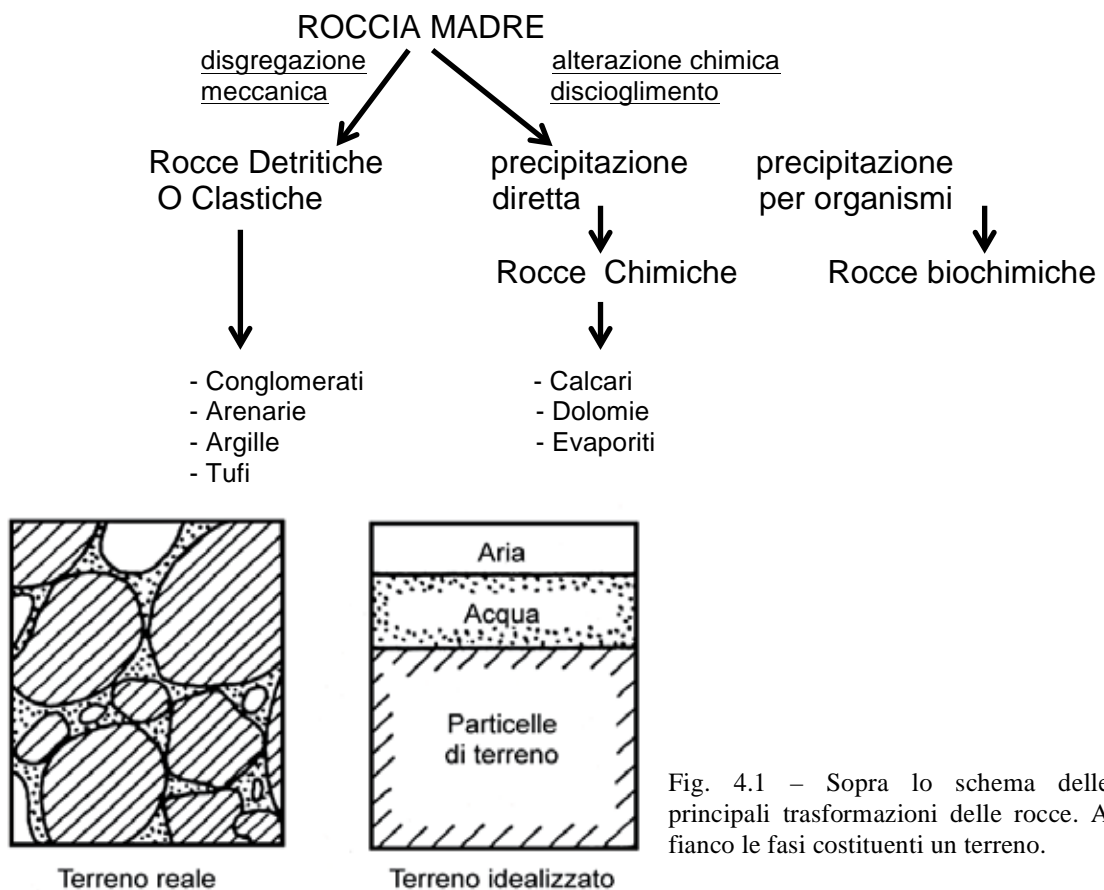 ROCCIA MADRE
disgregazione
meccanica
alterazione chimica
discioglimento
Rocce Detritiche
O Clastiche
precipitazione
diretta
precipitazione
per organismi
Rocce Chimiche
Rocce biochimiche
- Conglomerati
- Arenarie
- Argille
- Tufi
- Calcari
- Dolomie
- Evaporiti
Aria
Acqua
Particelle
di terreno
Terreno reale
Terreno idealizzato
Fig. 4.1 – Sopra lo schema delle
principali trasformazioni delle rocce. A
fianco le fasi costituenti un terreno.